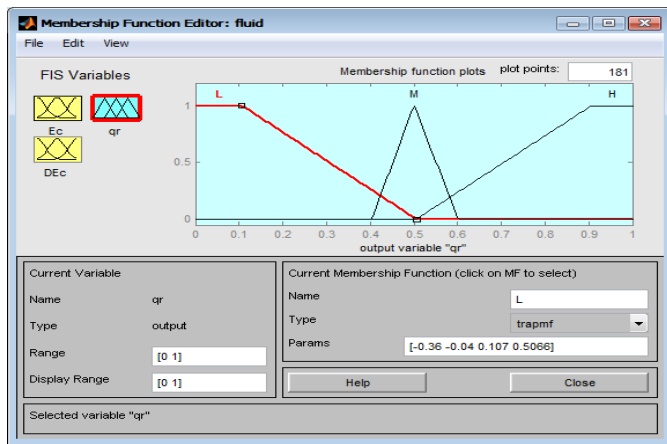 Membership Function Editor: fluid
File Edit View
FIS Variables
Membership function plots plot points: 181
Ec qr
DEc
L M H
1
0.5
0
0 0.1 0.2 0.3 0.4 0.5 0.6 0.7 0.8 0.9 1
output variable "qr"
Current Variable
Name qr
Type output
Range [0 1]
Display Range [0 1]
Current Membership Function (click on MF to select)
Name L
Type trapmf
Params [-0.36 -0.04 0.107 0.5066]
Help Close
Selected variable "qr"